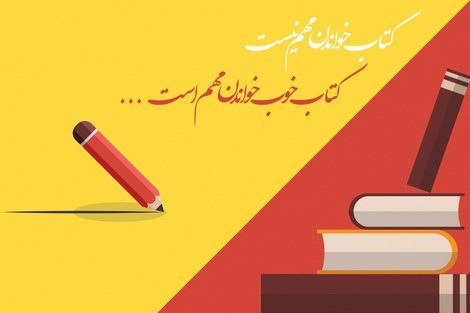 کتاب خواندن مهم نیست
کتاب خوب خواندن مهم است ...